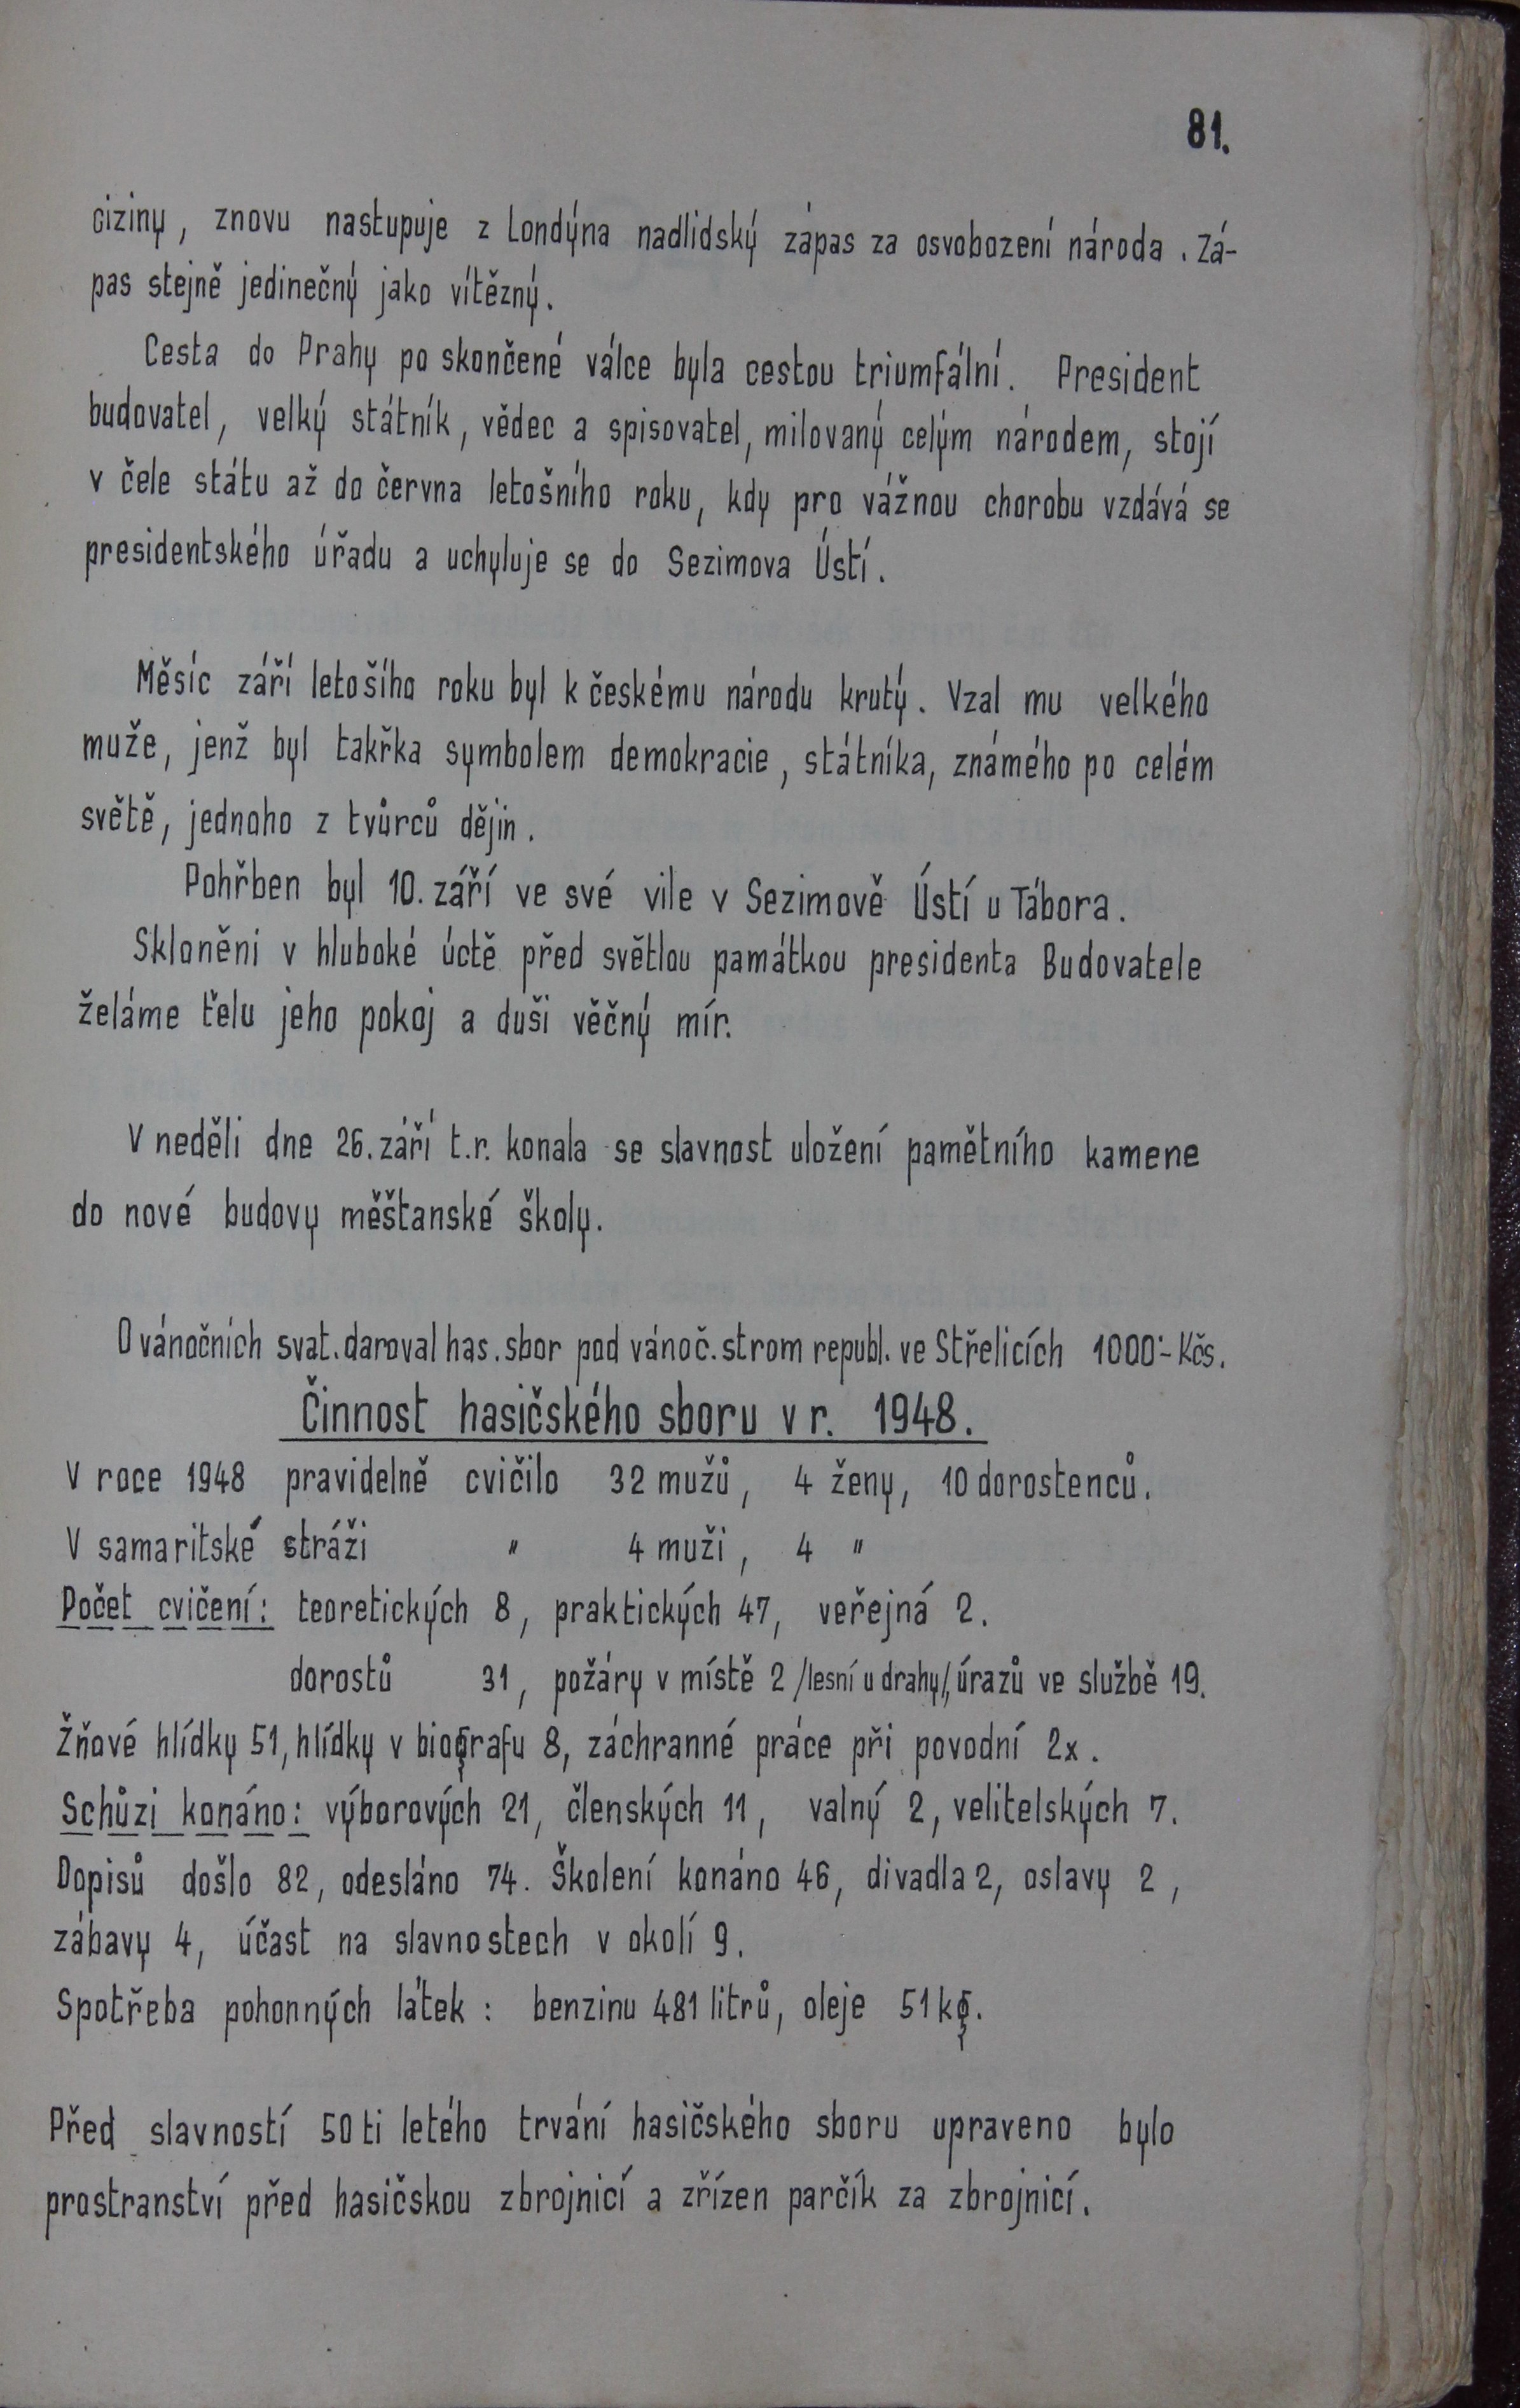 81.
ciziny, znovu nastupuje z Londýna nadlidský zápas za osvobození národa. Zá-
pas stejně jedinečný jako vítězný.
Cesta do Prahy po skončené válce byla cestou triumfální. President
budovatel, velký státník, vědec a spisovatel, milovaný celým národem, stojí
v čele státu až do června letošního roku, kdy pro vážnou chorobu vzdává se
presidentského úřadu a uchyluje se do Sezimova Ústí.
Měsíc září letošího roku byl k českému národu krutý. Vzal mu velkého
muže, jenž byl takřka symbolem demokracie, státníka, známého po celém
světě, jednoho z tvůrců dějin.
Pohřben byl 10. září ve své vile v Sezimově Ústí u Tábora.
Skloněni v hluboké úctě před světlou památkou presidenta Budovatele
želáme tělu jeho pokoj a duši věčný mír.
V neděli dne 26. září t.r. konala se slavnost uložení pamětního kamene
do nové budovy měštanské školy.
O vánočních svat. daroval has. sbor pod vánoč. strom republ. ve Střelicích 1000·- Kčs.
Činnost hasičského sboru v r. 1948.
V roce 1948 pravidelně cvičilo 32 mužů, 4 ženy, 10 dorostenců.
V samaritské stráži " 4 muži, 4 "
Počet cvičení: teoretických 8, praktických 47, veřejná 2.
dorostů 31, požáry v místě 2 /lesní u drahy/, úrazů ve službě 19.
Žňové hlídky 51, hlídky v biografu 8, záchranné práce při povodní 2x.
Schůzi konáno: výborových 21, členských 11, valný 2, velitelských 7.
Dopisů došlo 82, odesláno 74. Školení konáno 46, divadla 2, oslavy 2,
zábavy 4, účast na slavnostech v okolí 9.
Spotřeba pohonných látek: benzinu 481 litrů, oleje 51 kg.
Před slavností 50 ti letého trvání hasičského sboru upraveno bylo
prostranství před hasičskou zbrojnicí a zřízen parčík za zbrojnicí.